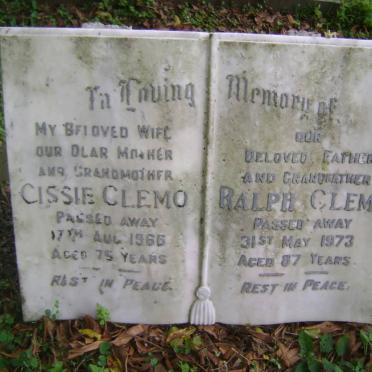 In Loving Memory of
My Beloved Wife
our Dear Mother
and Grandmother
Cissie Clemo
Passed away
17th Aug 1966
Aged 75 years
Rest in Peace.
our
Beloved Father
and Grandfather
Ralph Clem
Passed away
31st May 1973
Aged 87 years
Rest in Peace.